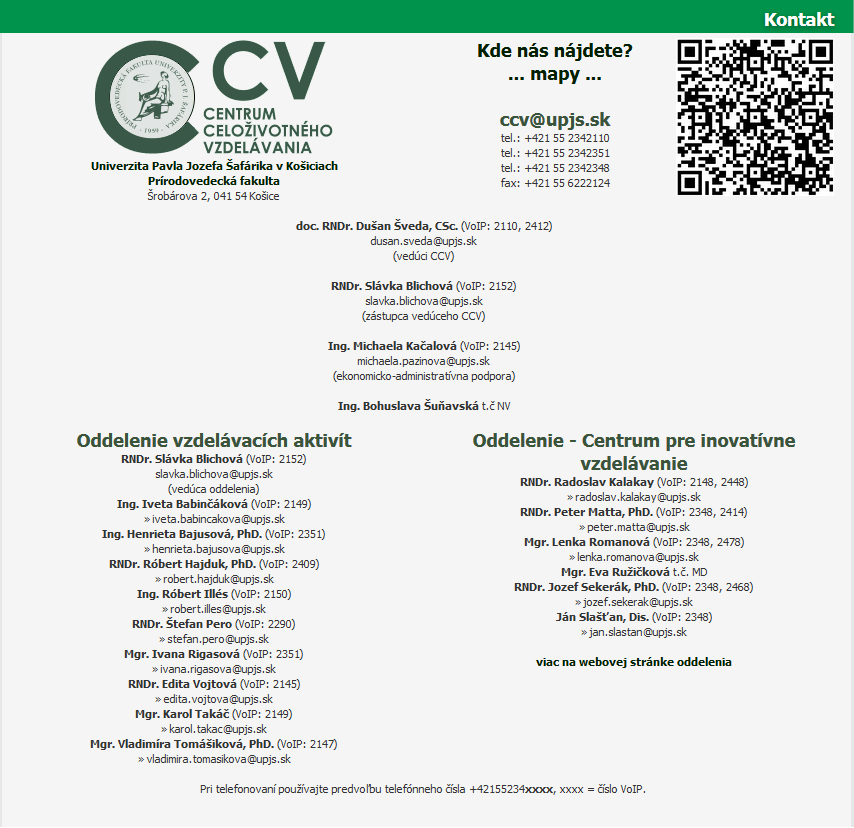 Kontakt
CCV
CENTRUM
CELOŽIVOTNÉHO
VZDELÁVANIA
PRÍRODOVEDECKÁ FAKULTA UNIVERZITY P. J. ŠAFÁRIKA
· 1959 ·
Univerzita Pavla Jozefa Šafárika v Košiciach
Prírodovedecká fakulta
Šrobárova 2, 041 54 Košice
Kde nás nájdete?
... mapy ...
ccv@upjs.sk
tel.: +421 55 2342110
tel.: +421 55 2342351
tel.: +421 55 2342348
fax: +421 55 6222124
doc. RNDr. Dušan Šveda, CSc. (VoIP: 2110, 2412)
dusan.sveda@upjs.sk
(vedúci CCV)
RNDr. Slávka Blichová (VoIP: 2152)
slavka.blichova@upjs.sk
(zástupca vedúceho CCV)
Ing. Michaela Kačalová (VoIP: 2145)
michaela.pazinova@upjs.sk
(ekonomicko-administratívna podpora)
Ing. Bohuslava Šuňavská t.č NV
Oddelenie vzdelávacích aktivít
RNDr. Slávka Blichová (VoIP: 2152)
slavka.blichova@upjs.sk
(vedúca oddelenia)
Ing. Iveta Babinčáková (VoIP: 2149)
» iveta.babincakova@upjs.sk
Ing. Henrieta Bajusová, PhD. (VoIP: 2351)
» henrieta.bajusova@upjs.sk
RNDr. Róbert Hajduk, PhD. (VoIP: 2409)
» robert.hajduk@upjs.sk
Ing. Róbert Illés (VoIP: 2150)
» robert.illes@upjs.sk
RNDr. Štefan Pero (VoIP: 2290)
» stefan.pero@upjs.sk
Mgr. Ivana Rigasová (VoIP: 2351)
» ivana.rigasova@upjs.sk
RNDr. Edita Vojtová (VoIP: 2145)
» edita.vojtova@upjs.sk
Mgr. Karol Takáč (VoIP: 2149)
» karol.takac@upjs.sk
Mgr. Vladimíra Tomášiková, PhD. (VoIP: 2147)
» vladimira.tomasikova@upjs.sk
Oddelenie - Centrum pre inovatívne
vzdelávanie
RNDr. Radoslav Kalakay (VoIP: 2148, 2448)
» radoslav.kalakay@upjs.sk
RNDr. Peter Matta, PhD. (VoIP: 2348, 2414)
» peter.matta@upjs.sk
Mgr. Lenka Romanová (VoIP: 2348, 2478)
» lenka.romanova@upjs.sk
Mgr. Eva Ružičková t.č. MD
RNDr. Jozef Sekerák, PhD. (VoIP: 2348, 2468)
» jozef.sekerak@upjs.sk
Ján Slašťan, Dis. (VoIP: 2348)
» jan.slastan@upjs.sk
viac na webovej stránke oddelenia
Pri telefonovaní používajte predvoľbu telefónneho čísla +42155234xxxx, xxxx = číslo VoIP.